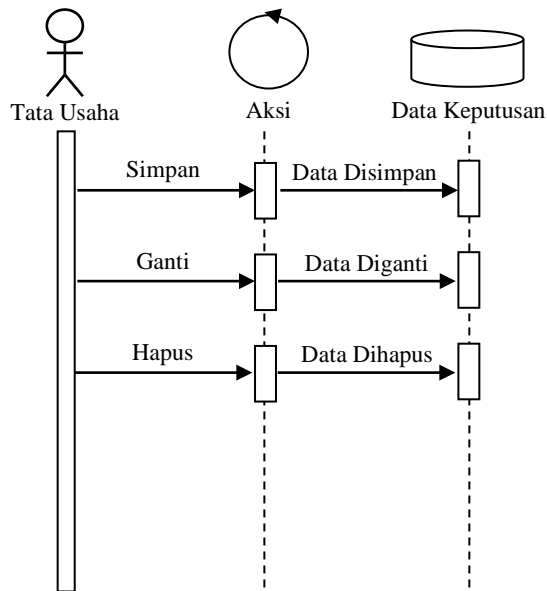 Tata Usaha
Aksi
Data Keputusan
Simpan
Data Disimpan
Ganti
Data Diganti
Hapus
Data Dihapus